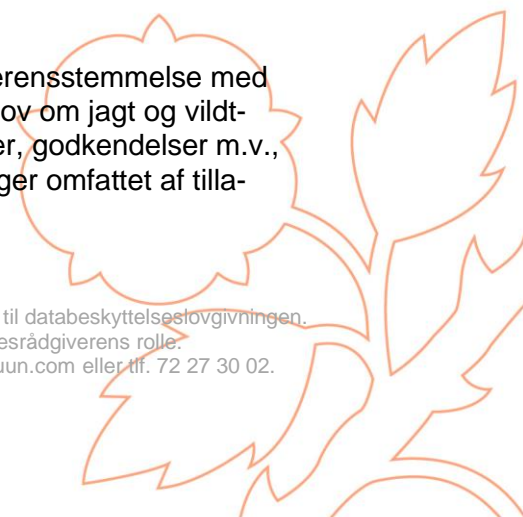 erensstemmelse med
ov om jagt og vildt-
er, godkendelser m.v.,
ger omfattet af tilla-
til databeskyttelseslovgivningen.
esrådgiverens rolle.
uun.com eller tlf. 72 27 30 02.